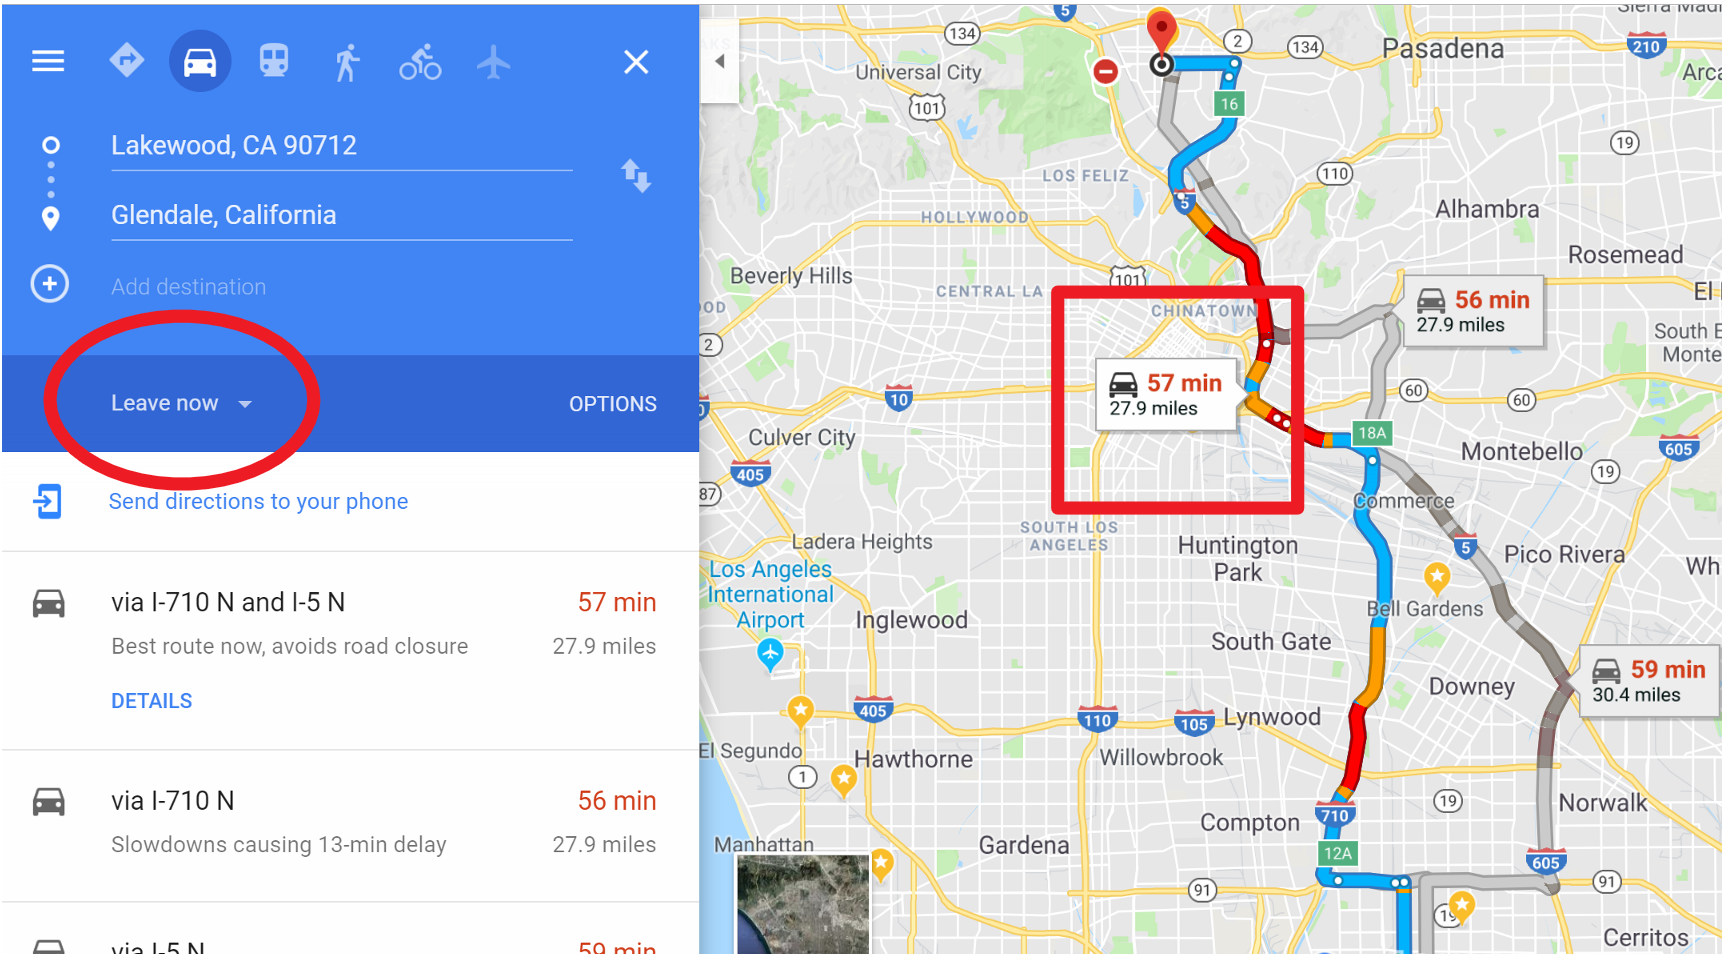 Lakewood, CA 90712
Glendale, California
Add destination
Leave now
OPTIONS
Send directions to your phone
via I-710 N and I-5 N
57 min
Best route now, avoids road closure
27.9 miles
DETAILS
via I-710 N
56 min
Slowdowns causing 13-min delay
27.9 miles
via I-5 N
59 min
5
134
2
134
Pasadena
210
Universal City
101
16
19
LOS FELIZ
110
5
HOLLYWOOD
Alhambra
Rosemead
Beverly Hills
101
CENTRAL LA
CHINATOWN
56 min
27.9 miles
2
57 min
27.9 miles
10
60
60
Culver City
18A
Montebello
605
405
19
Commerce
SOUTH LOS
ANGELES
Ladera Heights
Huntington
Park
5
Pico Rivera
Los Angeles
International
Airport
Inglewood
Bell Gardens
South Gate
59 min
30.4 miles
Downey
405
110
105
Lynwood
El Segundo
Hawthorne
Willowbrook
1
19
Norwalk
710
Compton
Manhattan
Gardena
12A
605
91
91
19
Cerritos